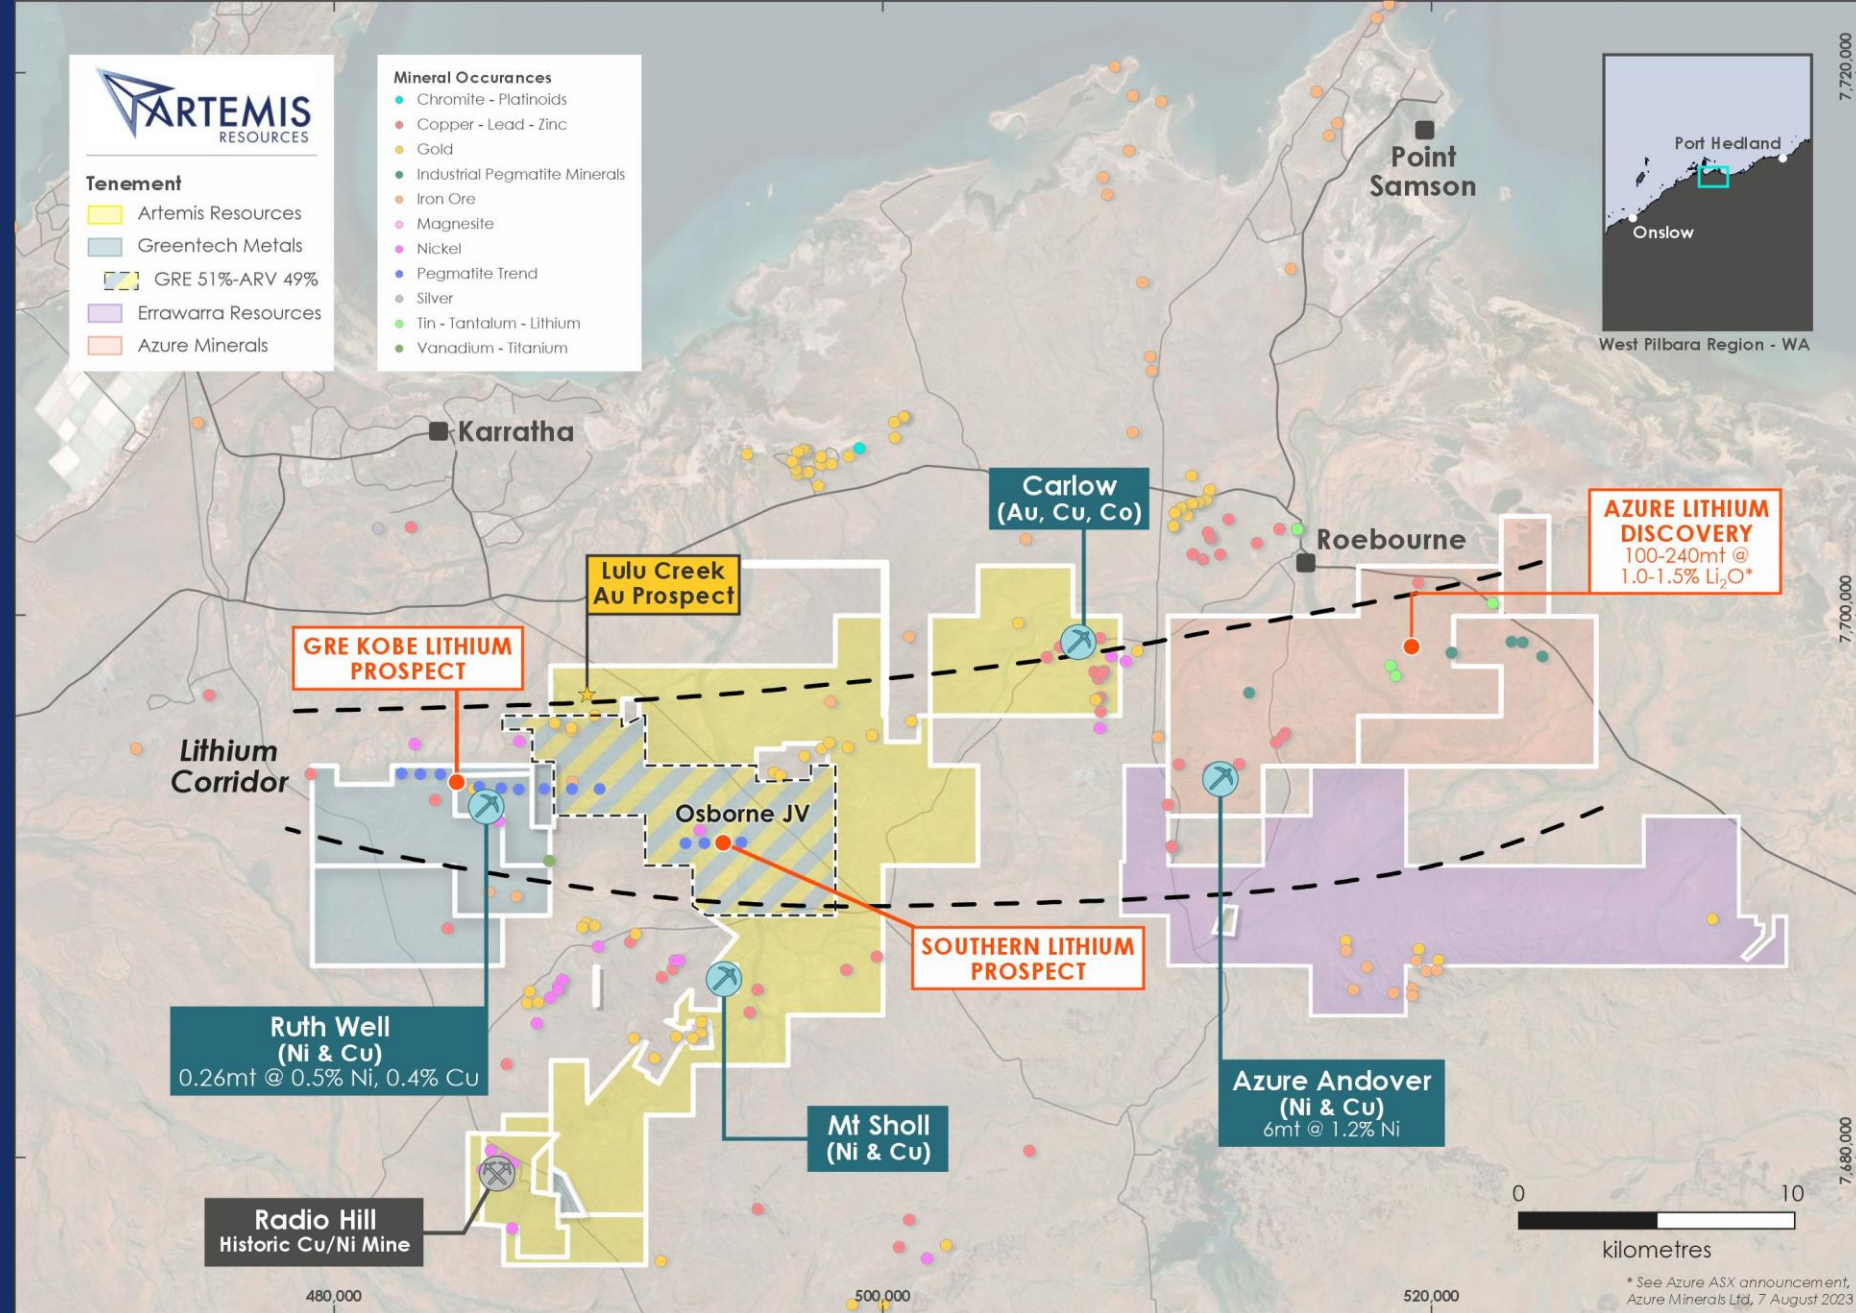 ARTEMIS
RESOURCES
Tenement
Artemis Resources
Greentech Metals
GRE 51%-ARV 49%
Errawarra Resources
Azure Minerals
Mineral Occurances
Chromite - Platinoids
Copper - Lead - Zinc
Gold
Industrial Pegmatite Minerals
Iron Ore
Magnesite
Nickel
Pegmatite Trend
Silver
Tin - Tantalum - Lithium
Vanadium - Titanium
Point
Samson
Port Hedland
Onslow
West Pilbara Region - WA
7,720,000
Karratha
Carlow
(Au, Cu, Co)
Roebourne
AZURE LITHIUM
DISCOVERY
100-240mt @
1.0-1.5% Li₂O*
Lulu Creek
Au Prospect
7,700,000
GRE KOBE LITHIUM
PROSPECT
Lithium
Corridor
Osborne JV
SOUTHERN LITHIUM
PROSPECT
Ruth Well
(Ni & Cu)
0.26mt @ 0.5% Ni, 0.4% Cu
Azure Andover
(Ni & Cu)
6mt @ 1.2% Ni
Mt Sholl
(Ni & Cu)
7,680,000
Radio Hill
Historic Cu/Ni Mine
0 10
kilometres
* See Azure ASX announcement,
Azure Minerals Ltd, 7 August 2023
480,000 500,000 520,000